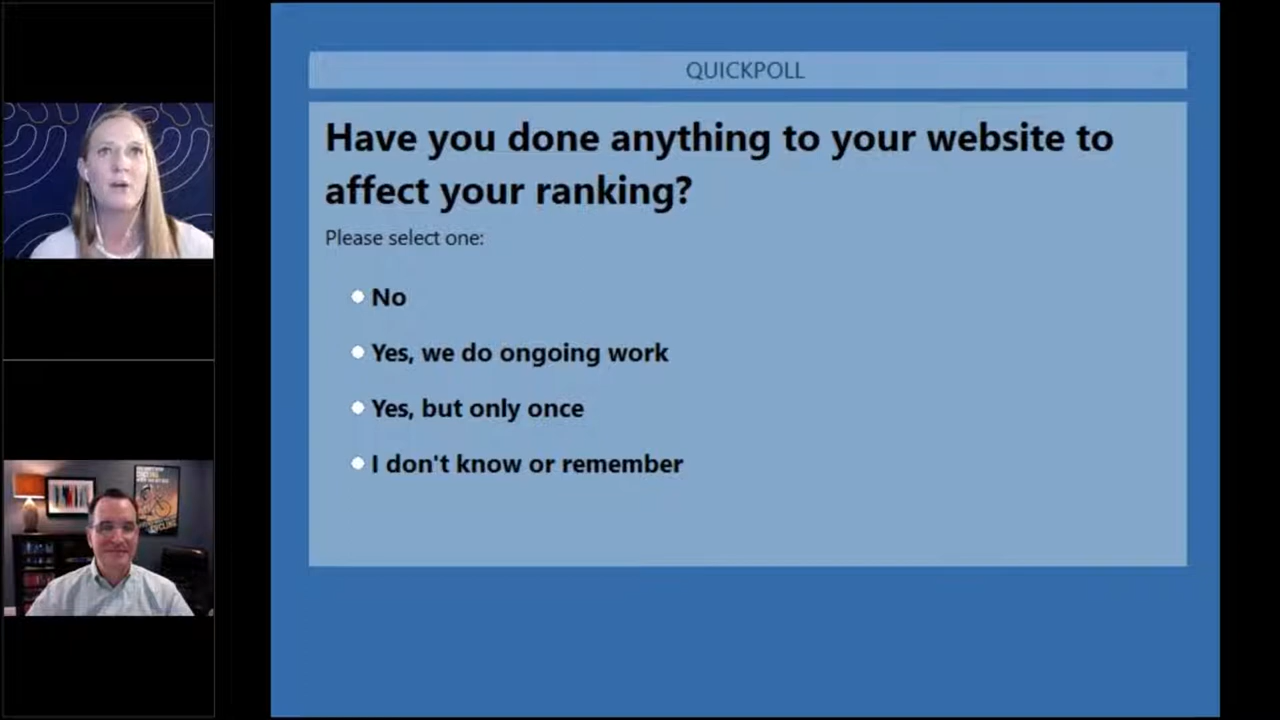 QUICKPOLL
Have you done anything to your website to
affect your ranking?
Please select one:
No
Yes, we do ongoing work
Yes, but only once
I don't know or remember
CYCLING